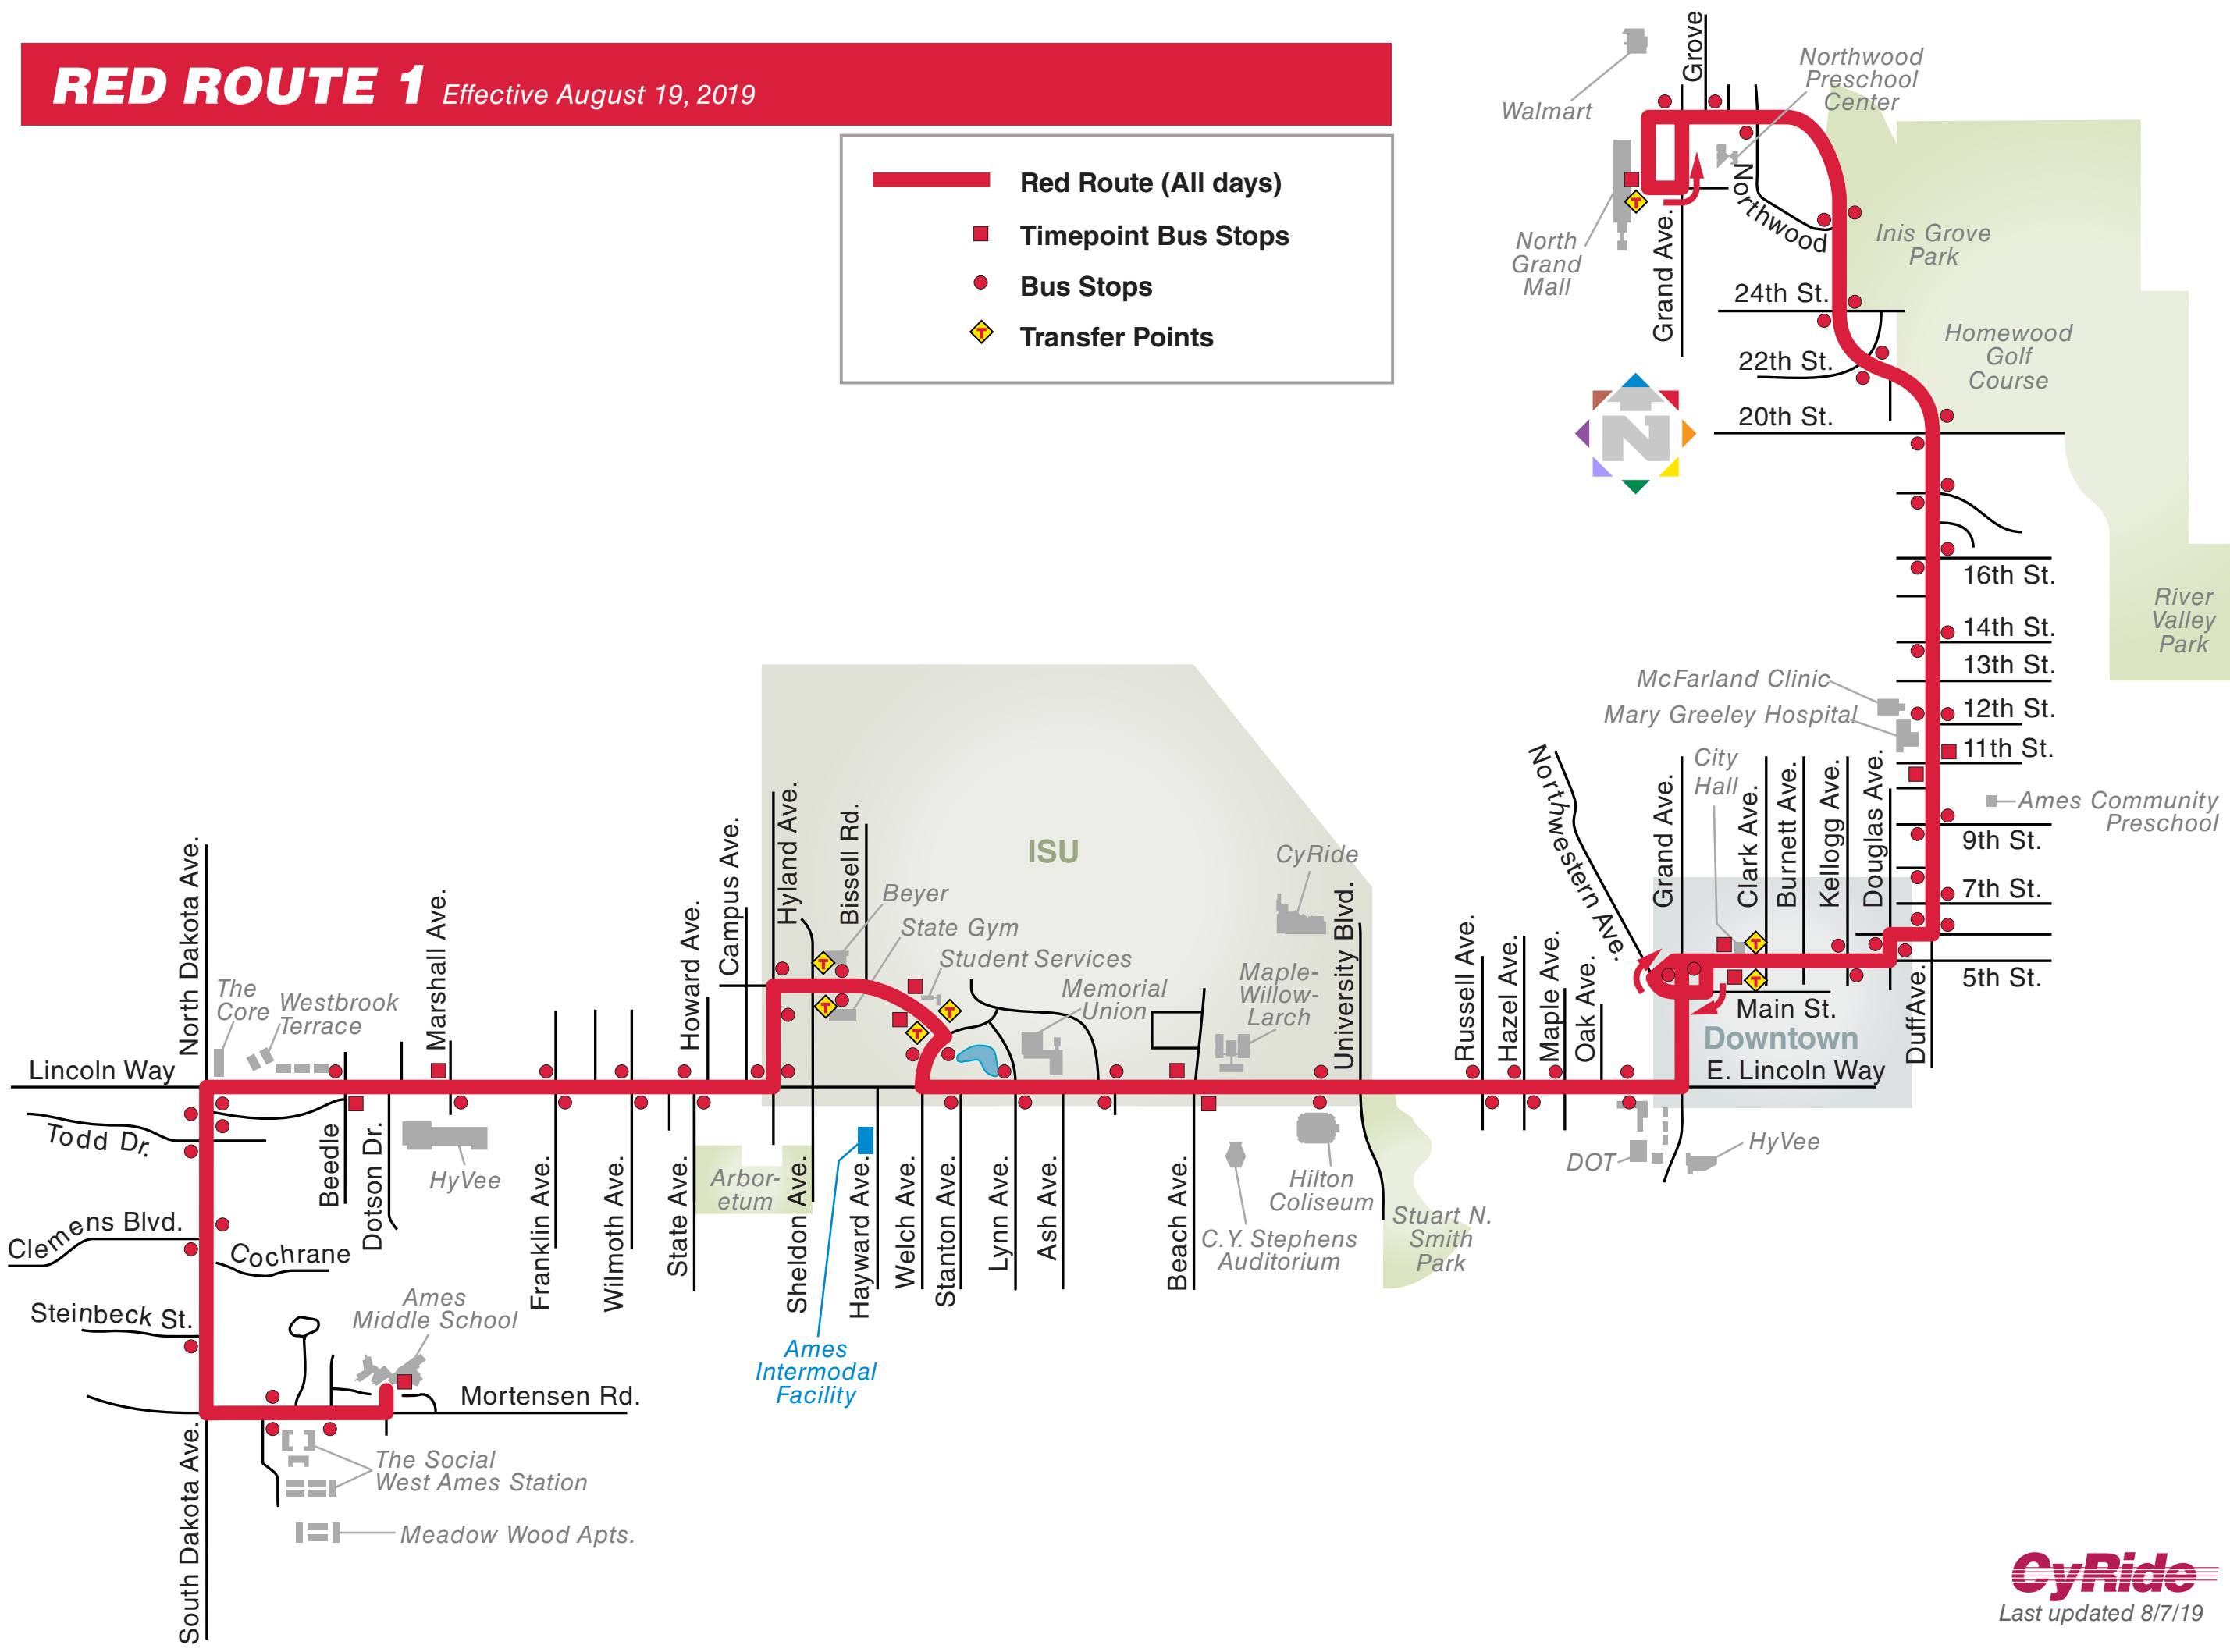 RED ROUTE 1 Effective August 19, 2019
Red Route (All days)
Timepoint Bus Stops
Bus Stops
T
Transfer Points
Walmart
Grove
Northwood
Preschool
Center
T
North
Grand
Mall
Grand Ave.
Northwood
Inis Grove
Park
24th St.
22th St.
20th St.
Homewood
Golf
Course
N
16th St.
14th St.
13th St.
12th St.
11th St.
9th St.
7th St.
5th St.
River
Valley
Park
McFarland Clinic
Mary Greeley Hospital
Ames Community
Preschool
City
Hall
Northwestern Ave.
Grand Ave.
Clark Ave.
Burnett Ave.
Kellogg Ave.
Douglas Ave.
Duff Ave.
T
T
Main St.
Downtown
E. Lincoln Way
HyVee
DOT
ISU
CyRide
University Blvd.
Russell Ave.
Hazel Ave.
Maple Ave.
Oak Ave.
Hyland Ave.
Bissell Rd.
Beyer
State Gym
Student Services
Memorial
Union
Maple-
Willow-
Larch
T
T
T
T
Campus Ave.
Howard Ave.
Marshall Ave.
North Dakota Ave.
The
Core
Westbrook
Terrace
Lincoln Way
Todd Dr.
Clemens Blvd.
Cochrane
Steinbeck St.
Beedle
Dotson Dr.
HyVee
Franklin Ave.
Wilmoth Ave.
State Ave.
Arbor-
etum
Sheldon Ave.
Hayward Ave.
Welch Ave.
Stanton Ave.
Lynn Ave.
Ash Ave.
Beach Ave.
C.Y. Stephens
Auditorium
Hilton
Coliseum
Stuart N.
Smith
Park
Ames
Intermodal
Facility
Ames
Middle School
Mortensen Rd.
South Dakota Ave.
The Social
West Ames Station
Meadow Wood Apts.
CyRide
Last updated 8/7/19